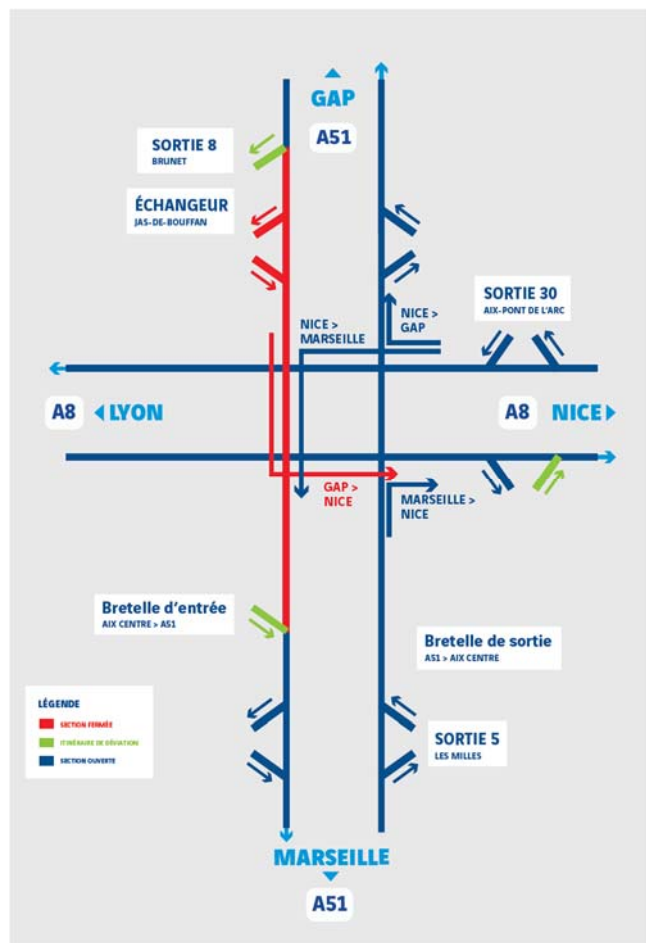 GAP
A51
SORTIE 8
BRUNET
ÉCHANGEUR
JAS-DE-BOUFFAN
SORTIE 30
AIX-PONT DE L'ARC
NICE >
MARSEILLE
NICE >
GAP
A8
LYON
A8
NICE
GAP >
NICE
MARSEILLE >
NICE
Bretelle d'entrée
AIX CENTRE > A51
Bretelle de sortie
A51 > AIX CENTRE
LÉGENDE
SECTION FERMÉE
ITINÉRAIRE DE DÉVIATION
SECTION OUVERTE
SORTIE 5
LES MILLES
MARSEILLE
A51